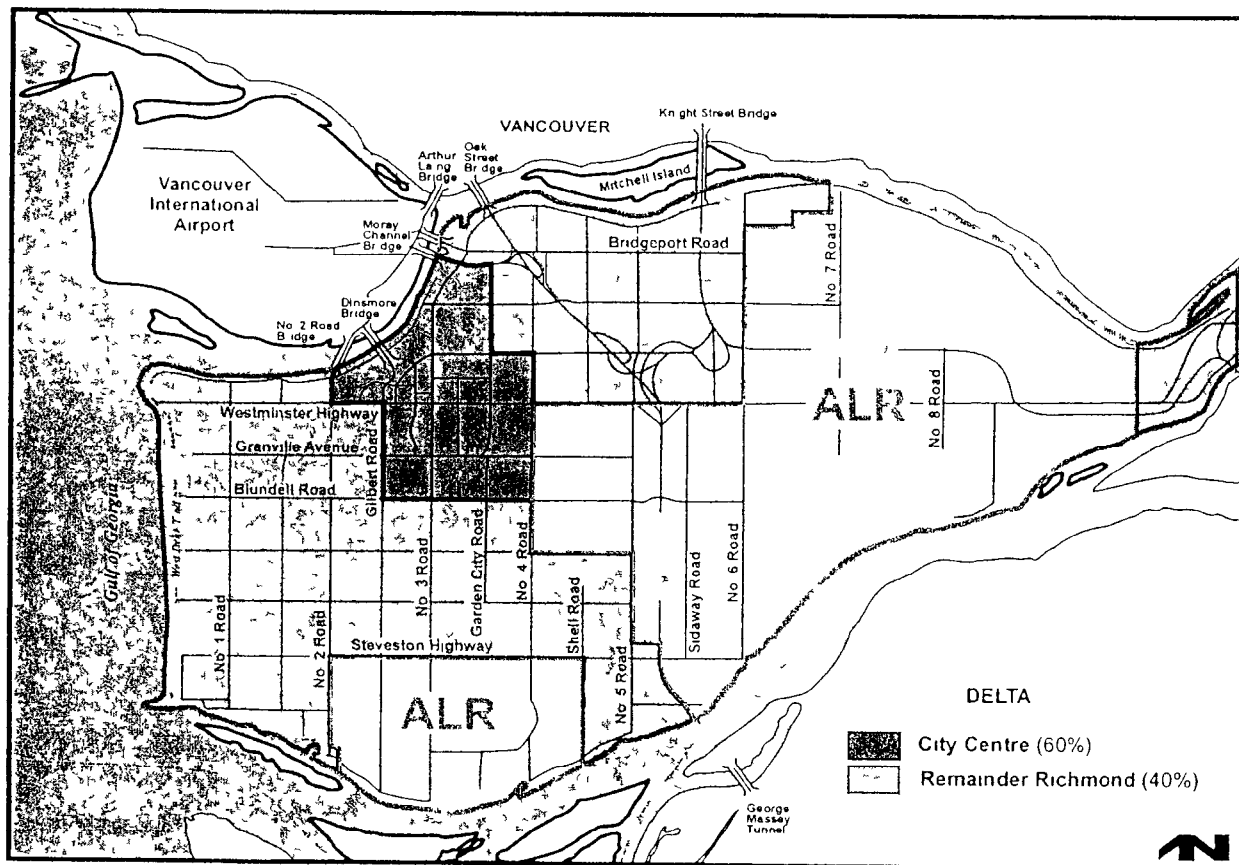 VANCOUVER
Knight Street Bridge
Arthur
Laing
Bridge
Oak
Street
Bridge
Mitchell Island
Vancouver
International
Airport
Moray
Channel
Bridge
Bridgeport Road
No 7 Road
Dinsmore
Bridge
No 2 Road
B idge
Westminster Highway
Granville Avenue
Blundell Road
Gilbert Road
ALR
No 8 Road
Gulf of Georgia
West Dyke Trail
No 1 Road
No 2 Road
No 3 Road
Garden City Road
No 4 Road
Shell Road
No 5 Road
Sidaway Road
No 6 Road
Steveston Highway
ALR
DELTA
City Centre (60%)
Remainder Richmond (40%)
George
Massey
Tunnel
N